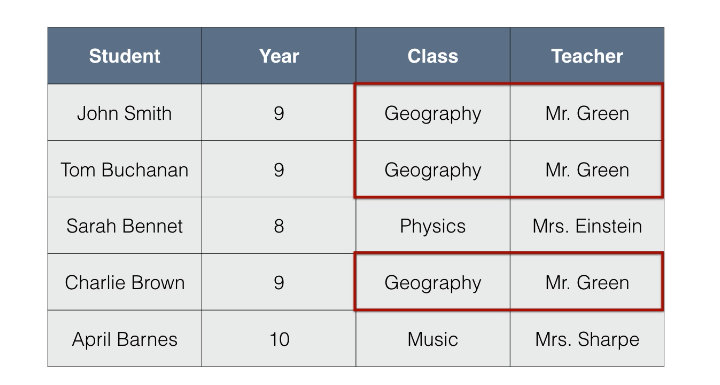 Student Year Class Teacher
John Smith 9 Geography Mr. Green
Tom Buchanan 9 Geography Mr. Green
Sarah Bennet 8 Physics Mrs. Einstein
Charlie Brown 9 Geography Mr. Green
April Barnes 10 Music Mrs. Sharpe